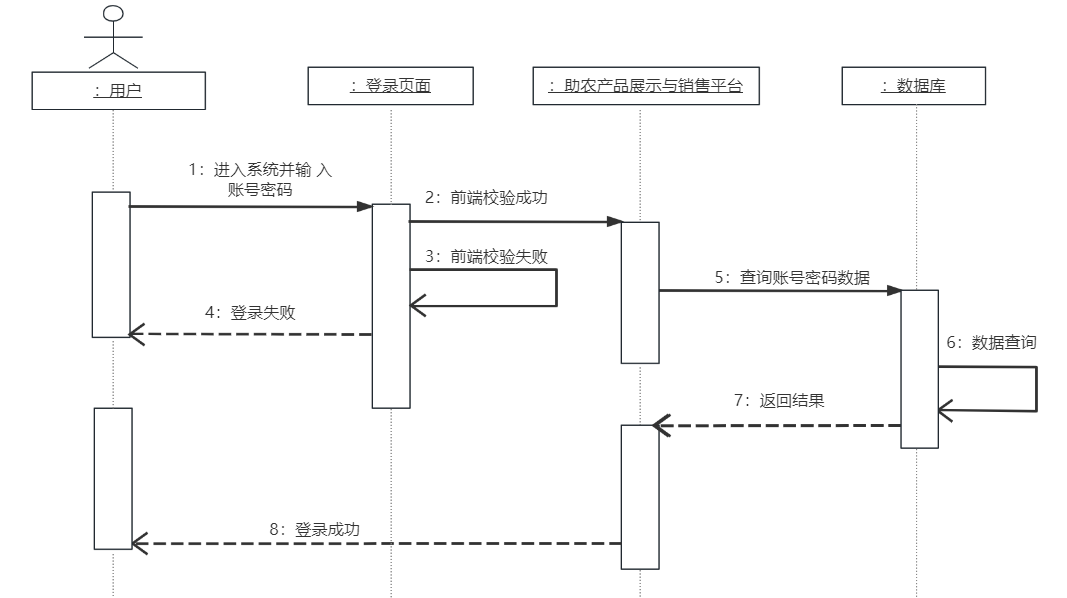 ：用户
：登录页面
：助农产品展示与销售平台
：数据库
1：进入系统并输 入
账号密码
2：前端校验成功
3：前端校验失败
5：查询账号密码数据
4：登录失败
6：数据查询
7：返回结果
8：登录成功